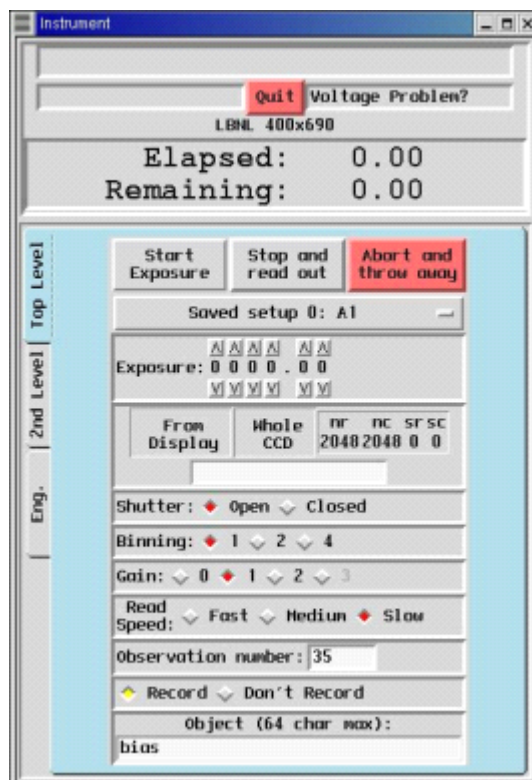 Instrument
Quit Voltage Problem?
LBNL 400x690
Elapsed: 0.00
Remaining: 0.00
Top Level
2nd Level
Eng.
Start Exposure
Stop and read out
Abort and throw away
Saved setup 0: A1
Exposure: 0 0 0 0 . 0 0
From Display
Whole CCD
nr nc sr sc
2048 2048 0 0
Shutter: Open Closed
Binning: 1 2 4
Gain: 0 1 2 3
Read Speed: Fast Medium Slow
Observation number: 35
Record Don't Record
Object (64 char max):
bias